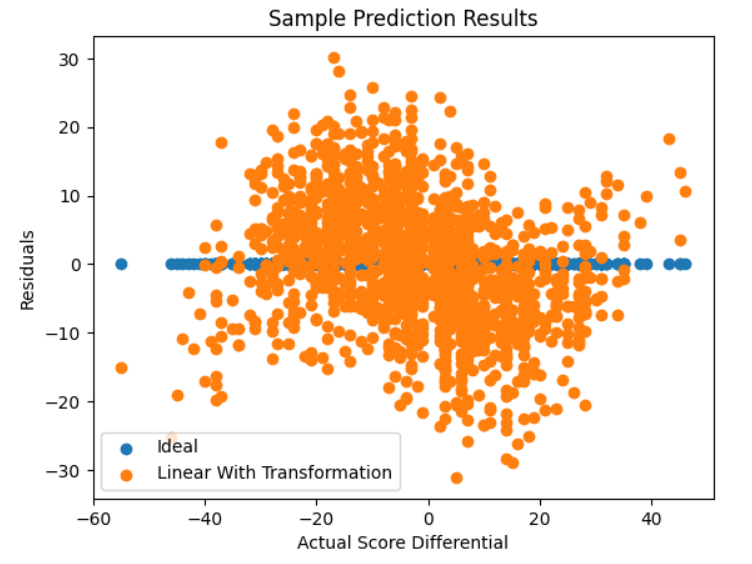 Sample Prediction Results
Residuals
30
20
10
0
−10
−20
−30
Ideal
Linear With Transformation
−60 −40 −20 0 20 40
Actual Score Differential